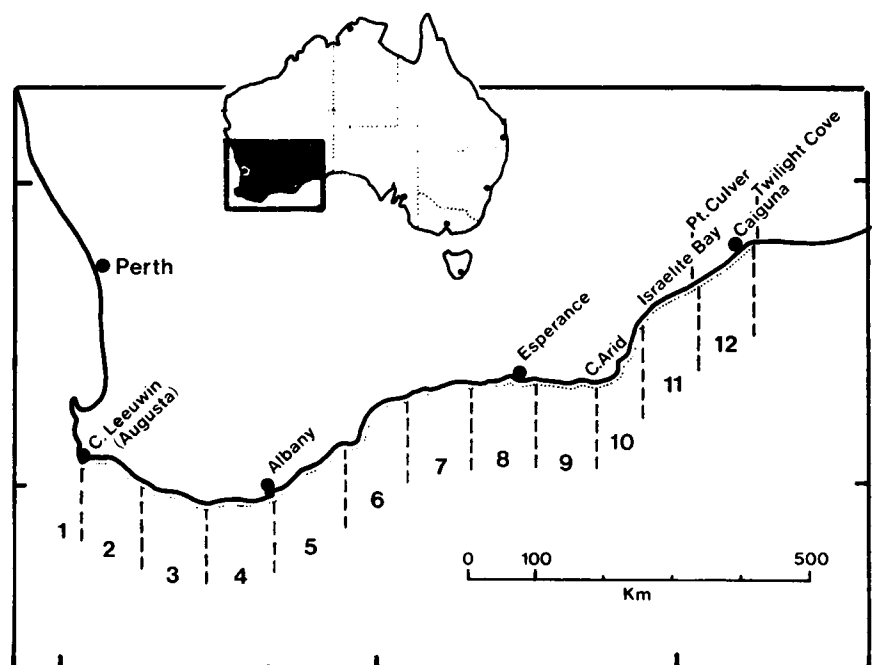 Perth
C. Leeuwin
(Augusta)
Albany
Esperance
C. Arid
Israelite Bay
Pt. Culver
Caiguna
Twilight Cove
1
2
3
4
5
6
7
8
9
10
11
12
0 100 500
Km